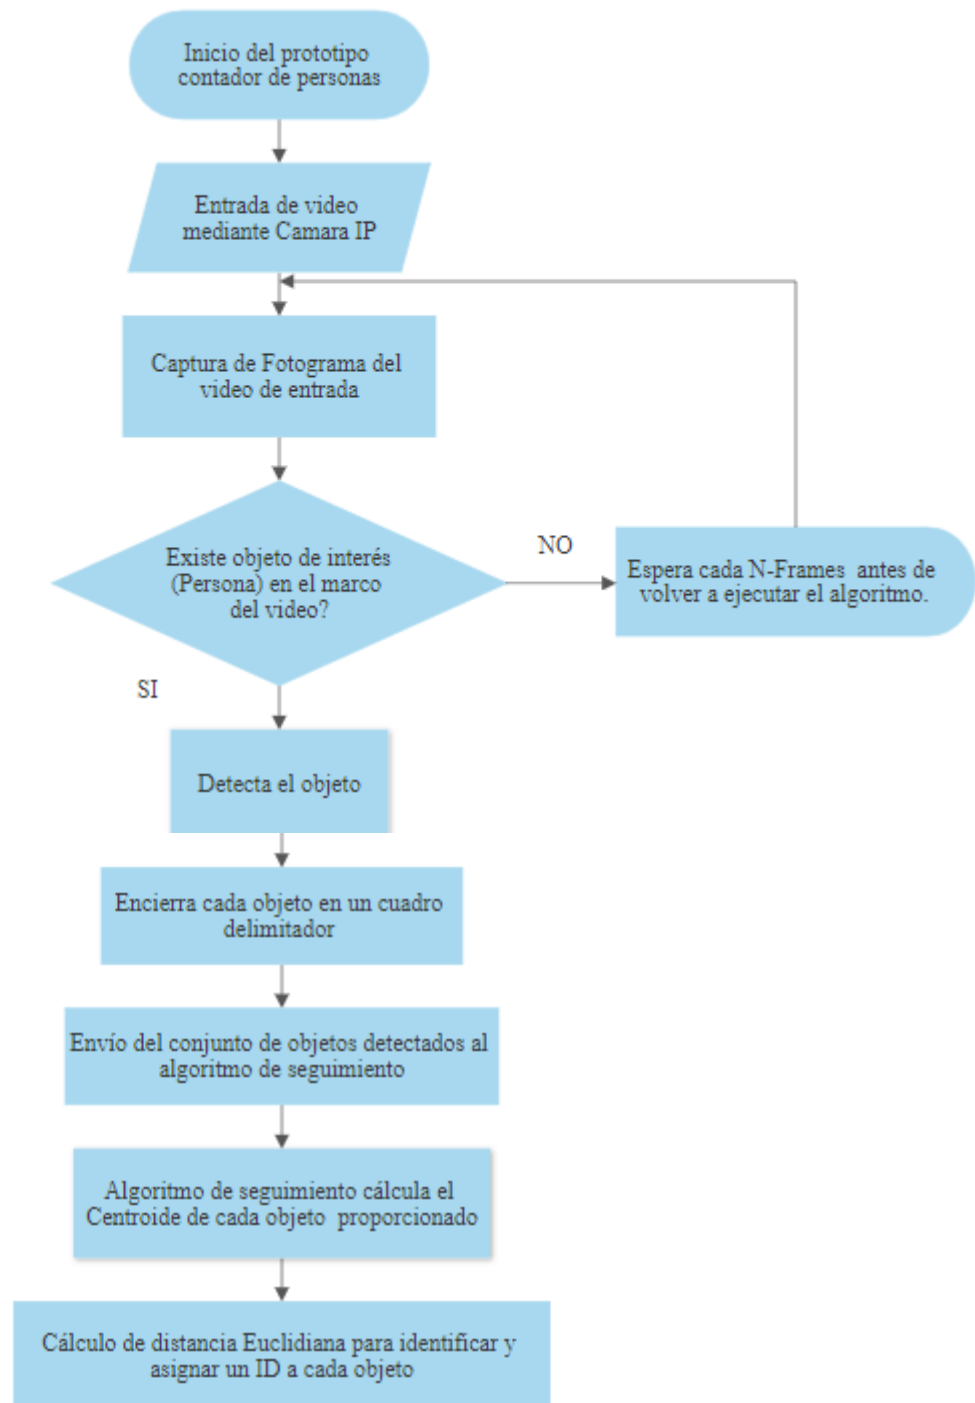 Inicio del prototipo
contador de personas
Entrada de video
mediante Camara IP
Captura de Fotograma del
video de entrada
Existe objeto de interés
(Persona) en el marco
del video?
NO
Espera cada N-Frames antes de
volver a ejecutar el algoritmo.
SI
Detecta el objeto
Encierra cada objeto en un cuadro
delimitador
Envío del conjunto de objetos detectados al
algoritmo de seguimiento
Algoritmo de seguimiento cálcula el
Centroide de cada objeto proporcionado
Cálculo de distancia Euclidiana para identificar y
asignar un ID a cada objeto